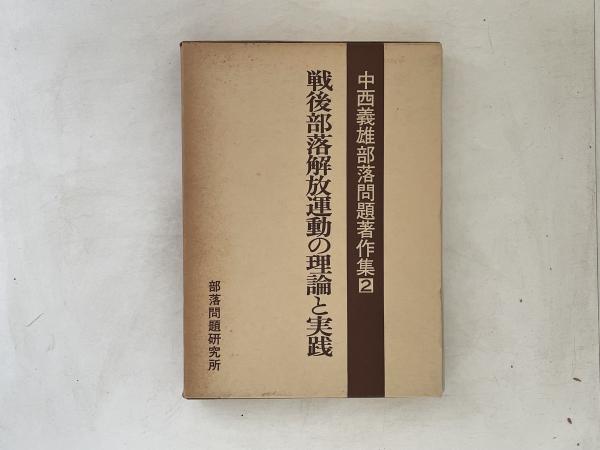 中西義雄部落問題著作集2
戦後部落解放運動の理論と実践
部落問題研究所